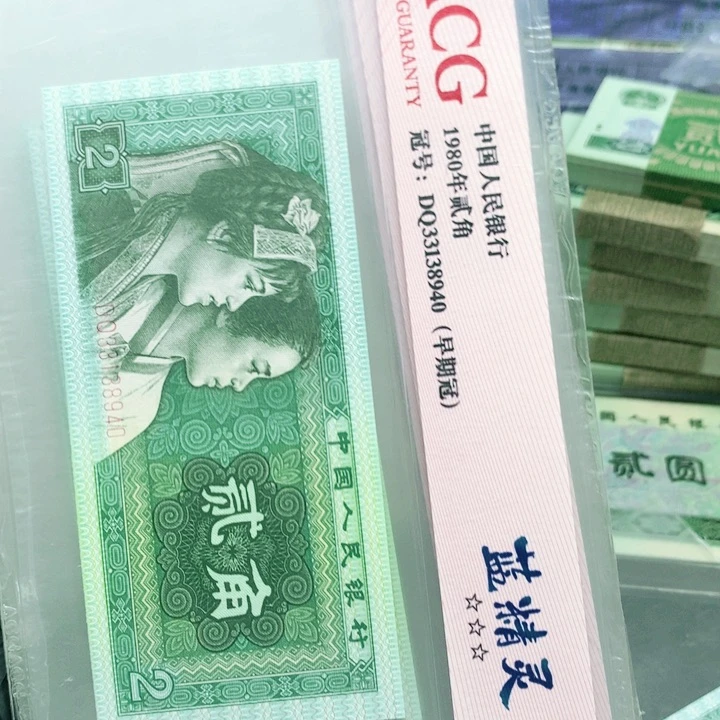 ACG
GUARANTY
中国人民银行
1980年贰角
冠号：DQ33138940（早期冠）
蓝精灵
☆☆☆
2
DQ33138940
中国人民银行
贰角
2
贰圆